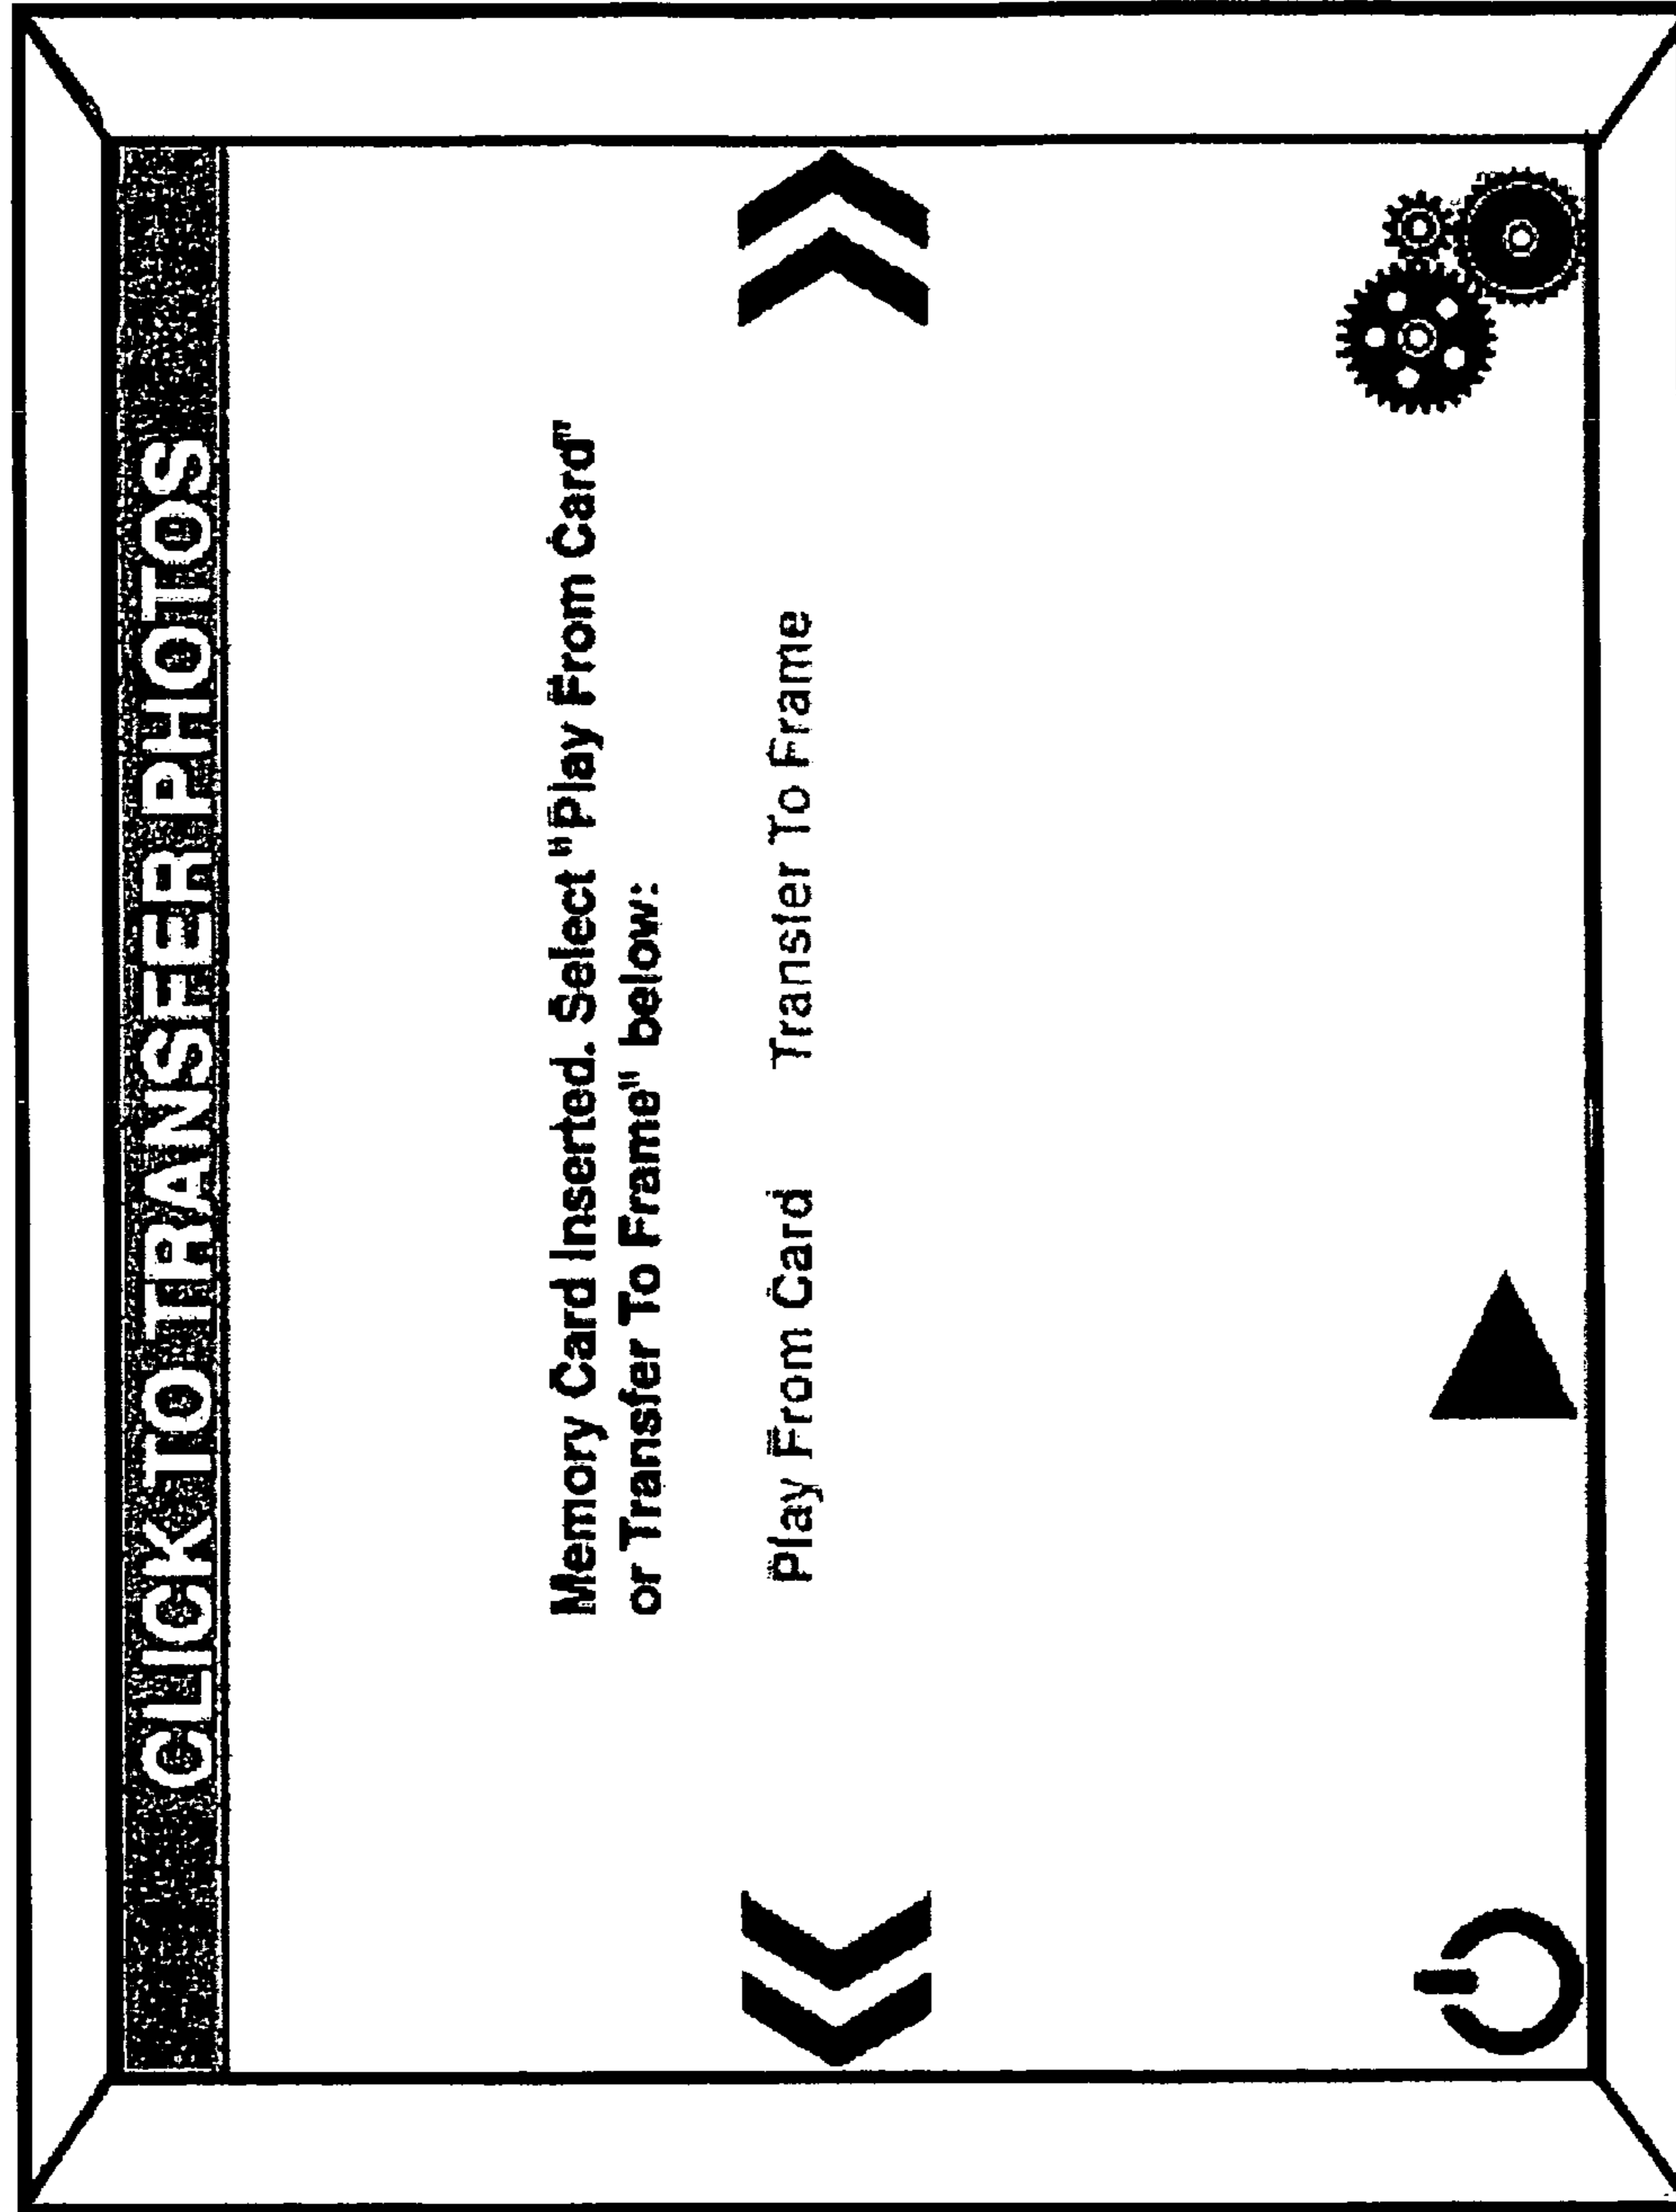 CLICK TO TRANSFER PHOTOS
Memory Card Inserted. Select "Play From Card"
or Transfer To Frame" below:
Play From Card Transfer To Frame